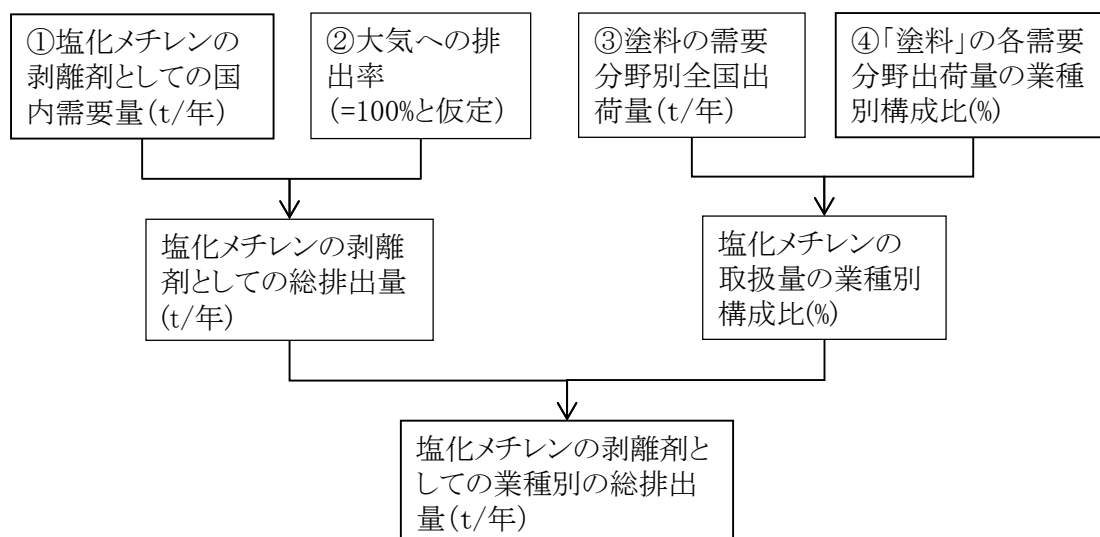 ①塩化メチレンの
剥離剤としての国
内需要量(t/年)
②大気への排
出率
(=100%と仮定)
③塗料の需要
分野別全国出
荷量(t/年)
④「塗料」の各需要
分野出荷量の業種
別構成比(%)
塩化メチレンの剥離
剤としての総排出量
(t/年)
塩化メチレンの
取扱量の業種別
構成比(%)
塩化メチレンの剥離剤と
しての業種別の総排出
量(t/年)